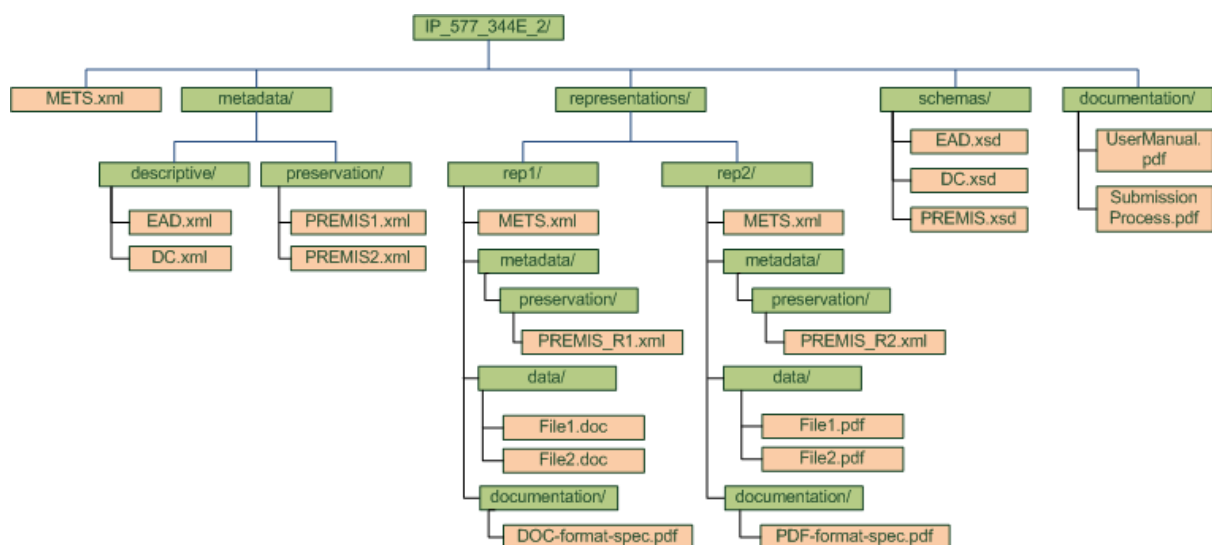 IP_577_344E_2/
METS.xml
metadata/
representations/
schemas/
documentation/
descriptive/
preservation/
EAD.xml
DC.xml
PREMIS1.xml
PREMIS2.xml
rep1/
METS.xml
metadata/
preservation/
PREMIS_R1.xml
data/
File1.doc
File2.doc
documentation/
DOC-format-spec.pdf
rep2/
METS.xml
metadata/
preservation/
PREMIS_R2.xml
data/
File1.pdf
File2.pdf
documentation/
PDF-format-spec.pdf
EAD.xsd
DC.xsd
PREMIS.xsd
UserManual.
pdf
Submission
Process.pdf